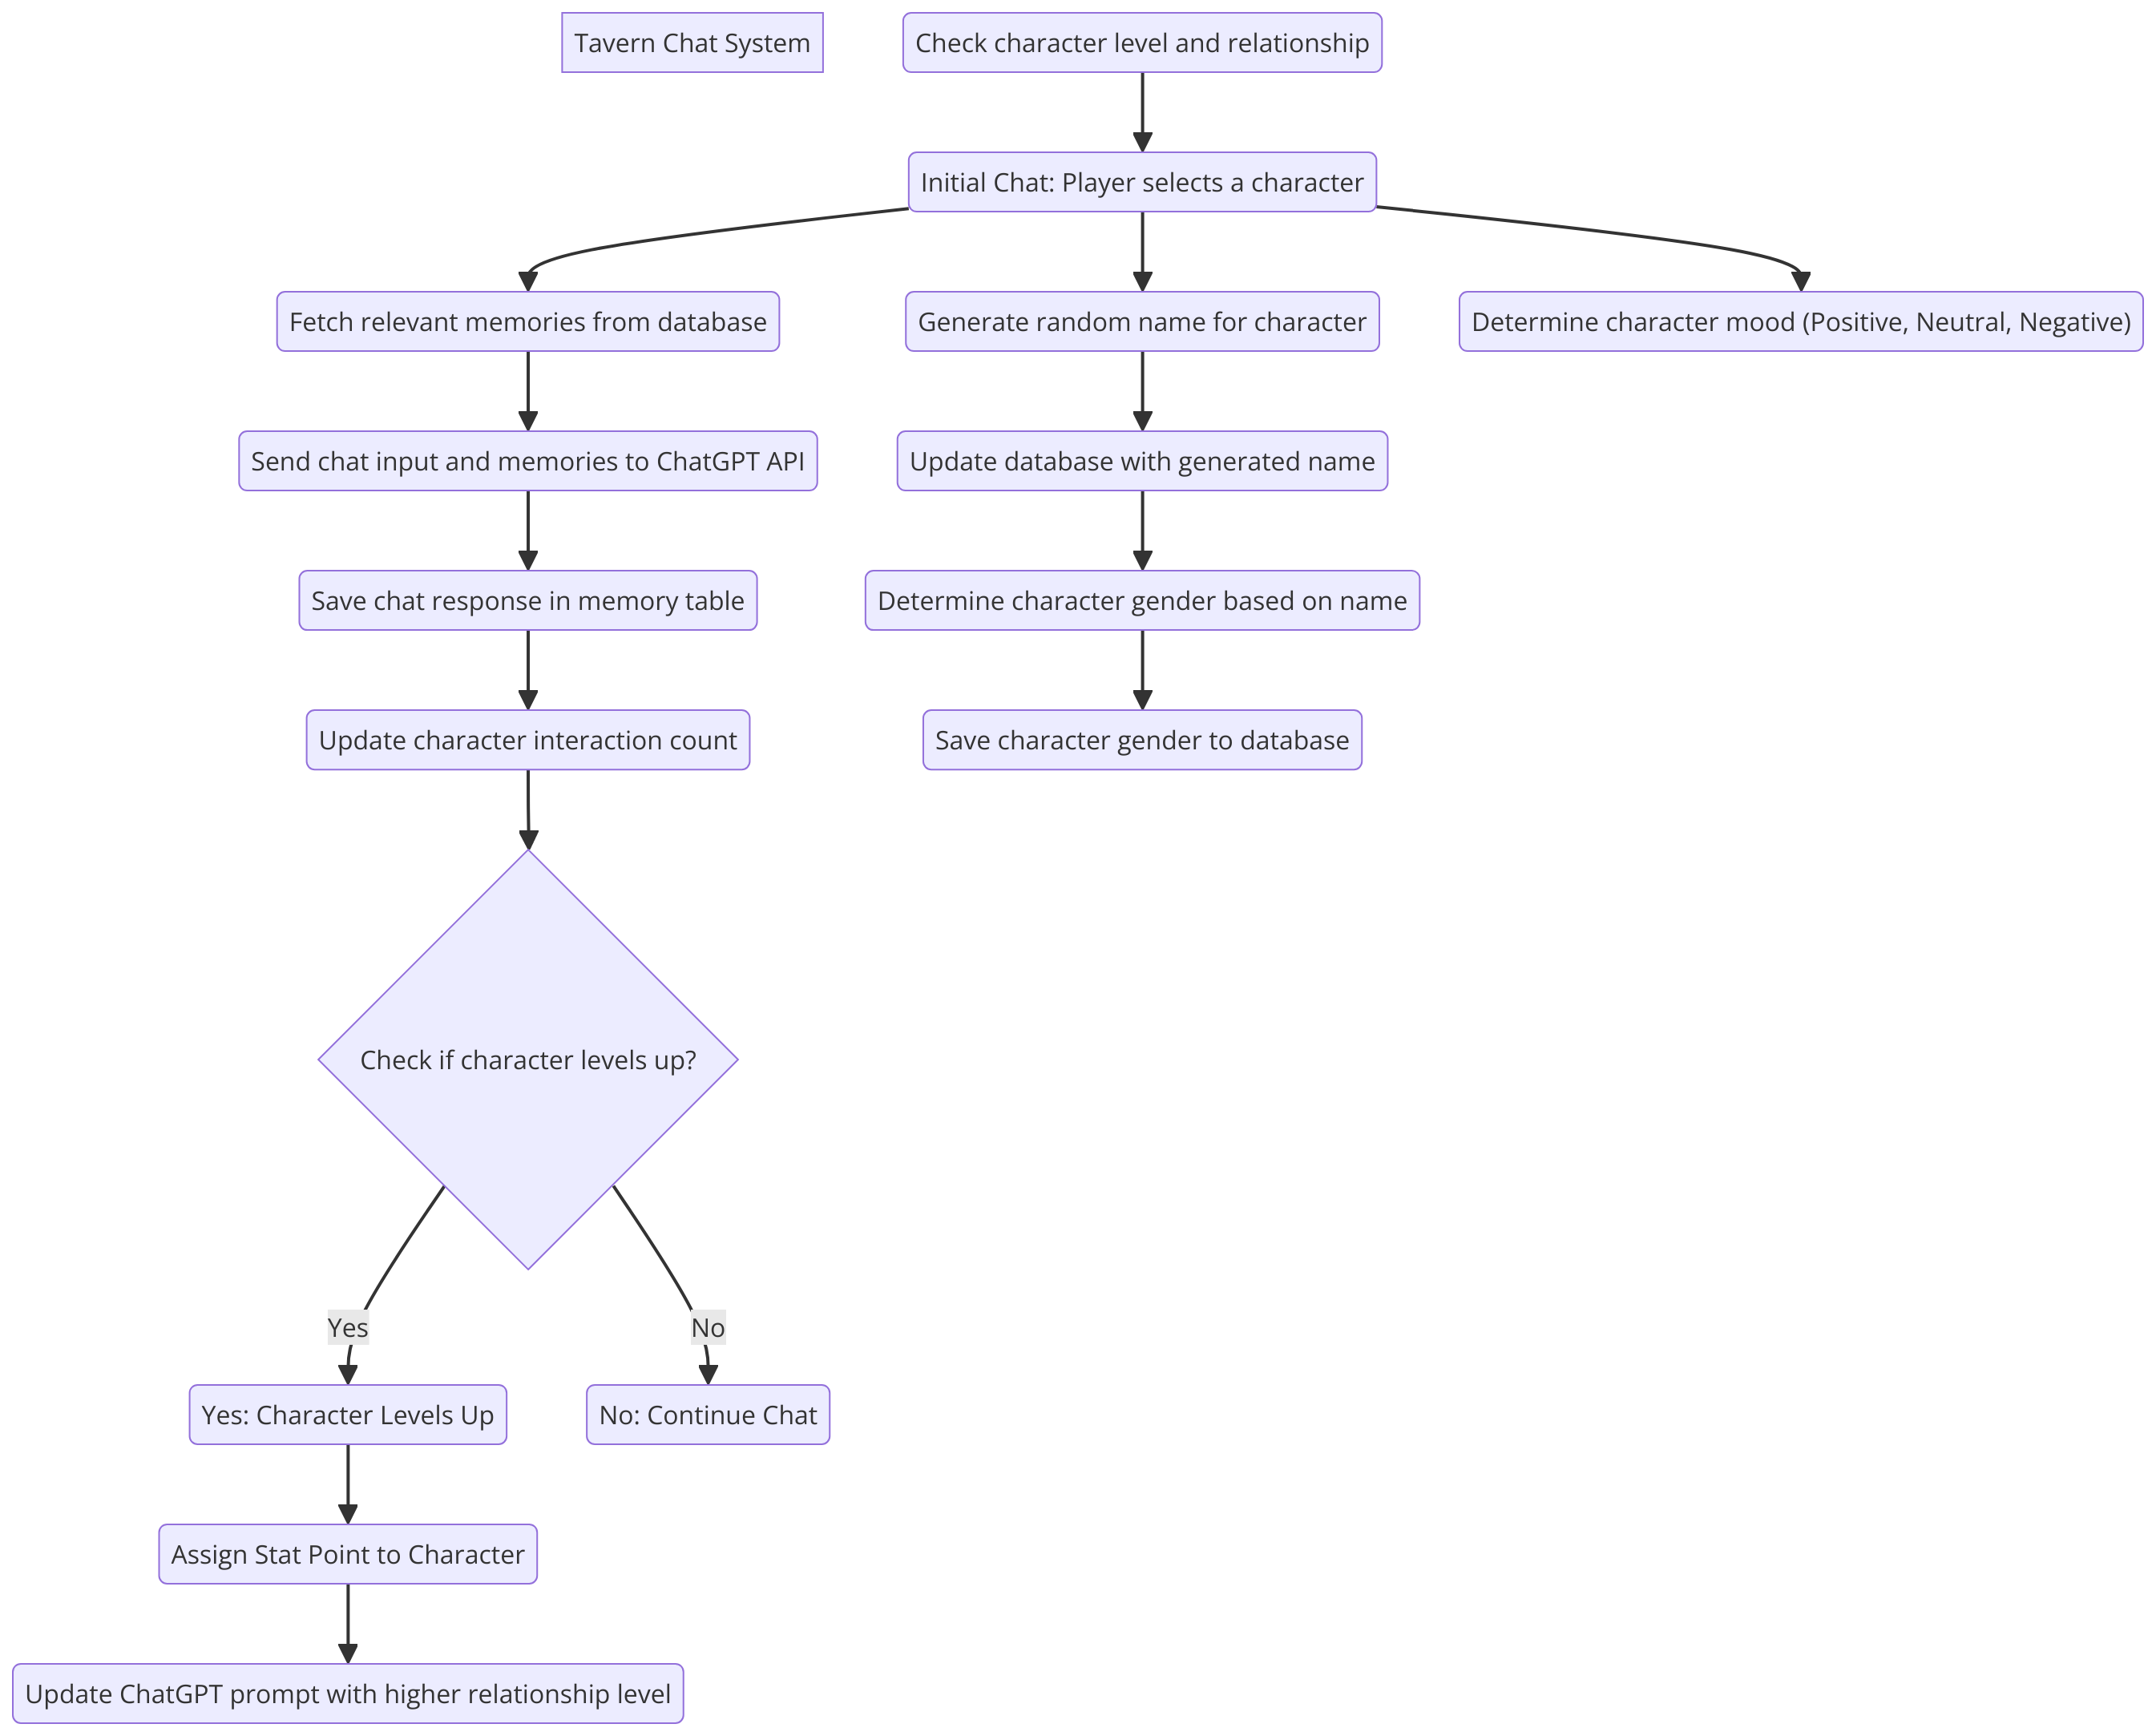 Tavern Chat System
Check character level and relationship
Initial Chat: Player selects a character
Fetch relevant memories from database
Generate random name for character
Determine character mood (Positive, Neutral, Negative)
Send chat input and memories to ChatGPT API
Update database with generated name
Save chat response in memory table
Determine character gender based on name
Update character interaction count
Save character gender to database
Check if character levels up?
Yes
No
Yes: Character Levels Up
No: Continue Chat
Assign Stat Point to Character
Update ChatGPT prompt with higher relationship level